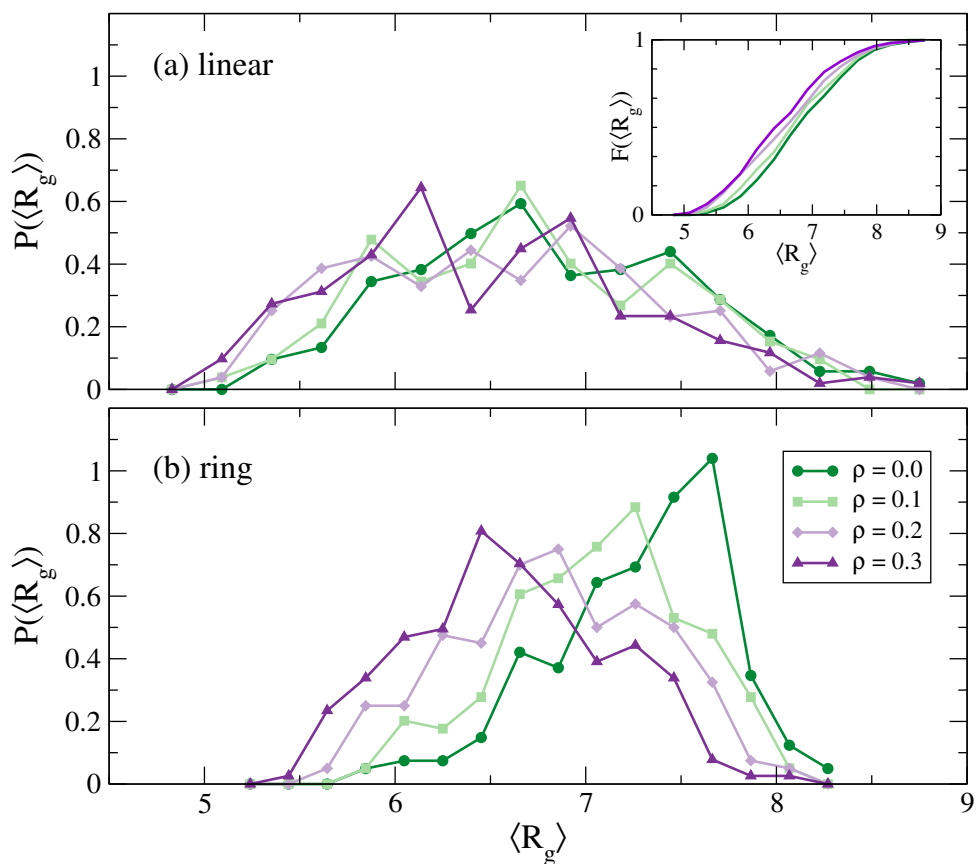 (a) linear
P(⟨R_g⟩)
1
0.8
0.6
0.4
0.2
0
1
F(⟨R_g⟩)
0
5 6 7 8 9
⟨R_g⟩
(b) ring
P(⟨R_g⟩)
1
0.8
0.6
0.4
0.2
0
ρ = 0.0
ρ = 0.1
ρ = 0.2
ρ = 0.3
5 6 7 8 9
⟨R_g⟩